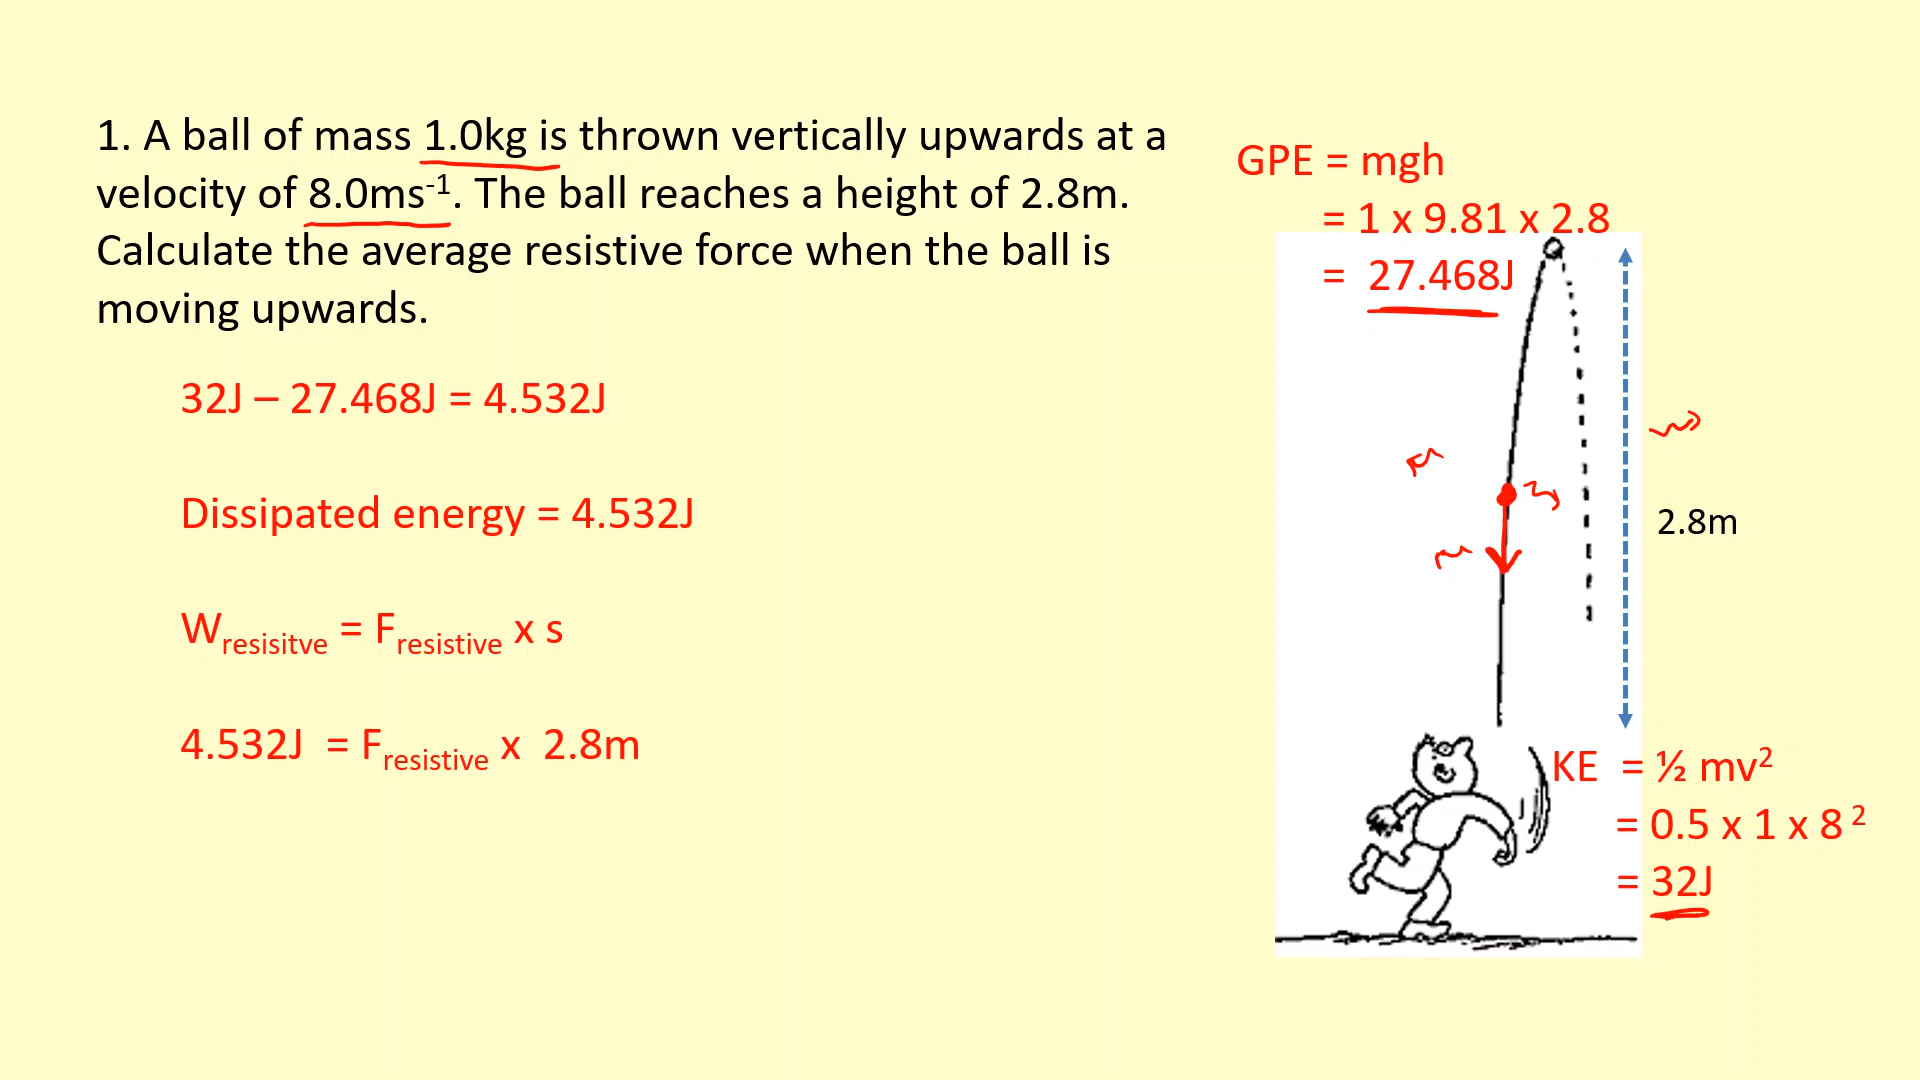 1. A ball of mass 1.0kg is thrown vertically upwards at a
velocity of 8.0ms⁻¹. The ball reaches a height of 2.8m.
Calculate the average resistive force when the ball is
moving upwards.
32J – 27.468J = 4.532J
Dissipated energy = 4.532J
W_resisitve = F_resistive x s
4.532J = F_resistive x 2.8m
GPE = mgh
= 1 x 9.81 x 2.8
= 27.468J
2.8m
KE = ½ mv²
= 0.5 x 1 x 8 ²
= 32J